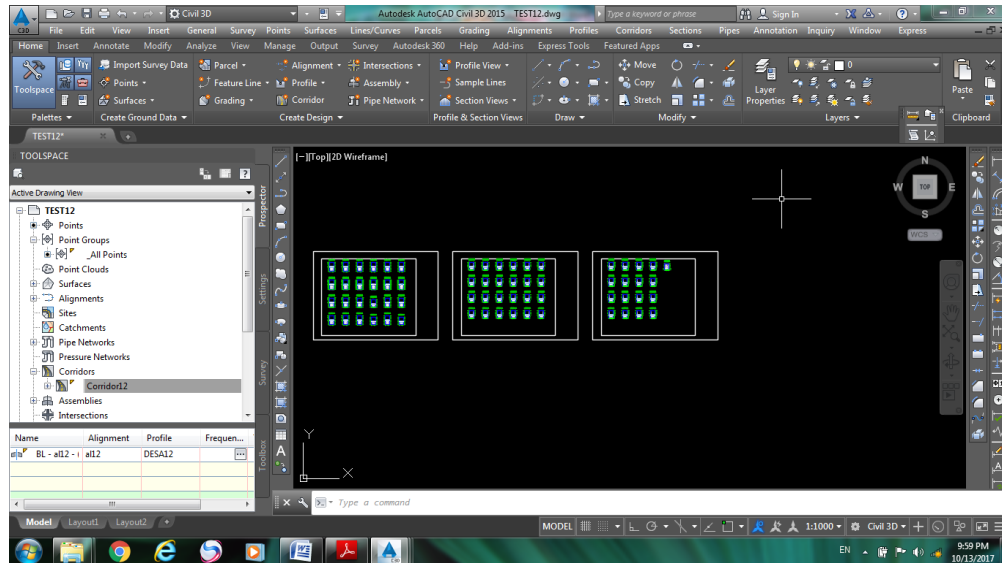 Civil 3D
Autodesk AutoCAD Civil 3D 2015 TEST12.dwg
Type a keyword or phrase
Sign In
C3D
File Edit View Insert General Survey Points Surfaces Lines/Curves Parcels Grading Alignments Profiles Corridors Sections Pipes Annotation Inquiry Window Express
Home Insert Annotate Modify Analyze View Manage Output Survey Autodesk 360 Help Add-ins Express Tools Featured Apps
Toolspace
Import Survey Data
Points
Surfaces
Parcel
Feature Line
Grading
Alignment
Profile
Corridor
Intersections
Assembly
Pipe Network
Profile View
Sample Lines
Section Views
Move
Copy
Stretch
Layer
Properties
0
Paste
Palettes
Create Ground Data
Create Design
Profile & Section Views
Draw
Modify
Layers
Clipboard
TEST12*
TOOLSPACE
Active Drawing View
TEST12
Points
Point Groups
_All Points
Point Clouds
Surfaces
Alignments
Sites
Catchments
Pipe Networks
Pressure Networks
Corridors
Corridor12
Assemblies
Intersections
Prospector
Settings
Survey
Toolbox
Name Alignment Profile Frequen...
BL - al12 - al12 DESA12
[−][Top][2D Wireframe]
N
W TOP E
S
WCS
Y
X
Type a command
Model Layout1 Layout2
MODEL
1:1000
Civil 3D
EN
9:59 PM
10/13/2017